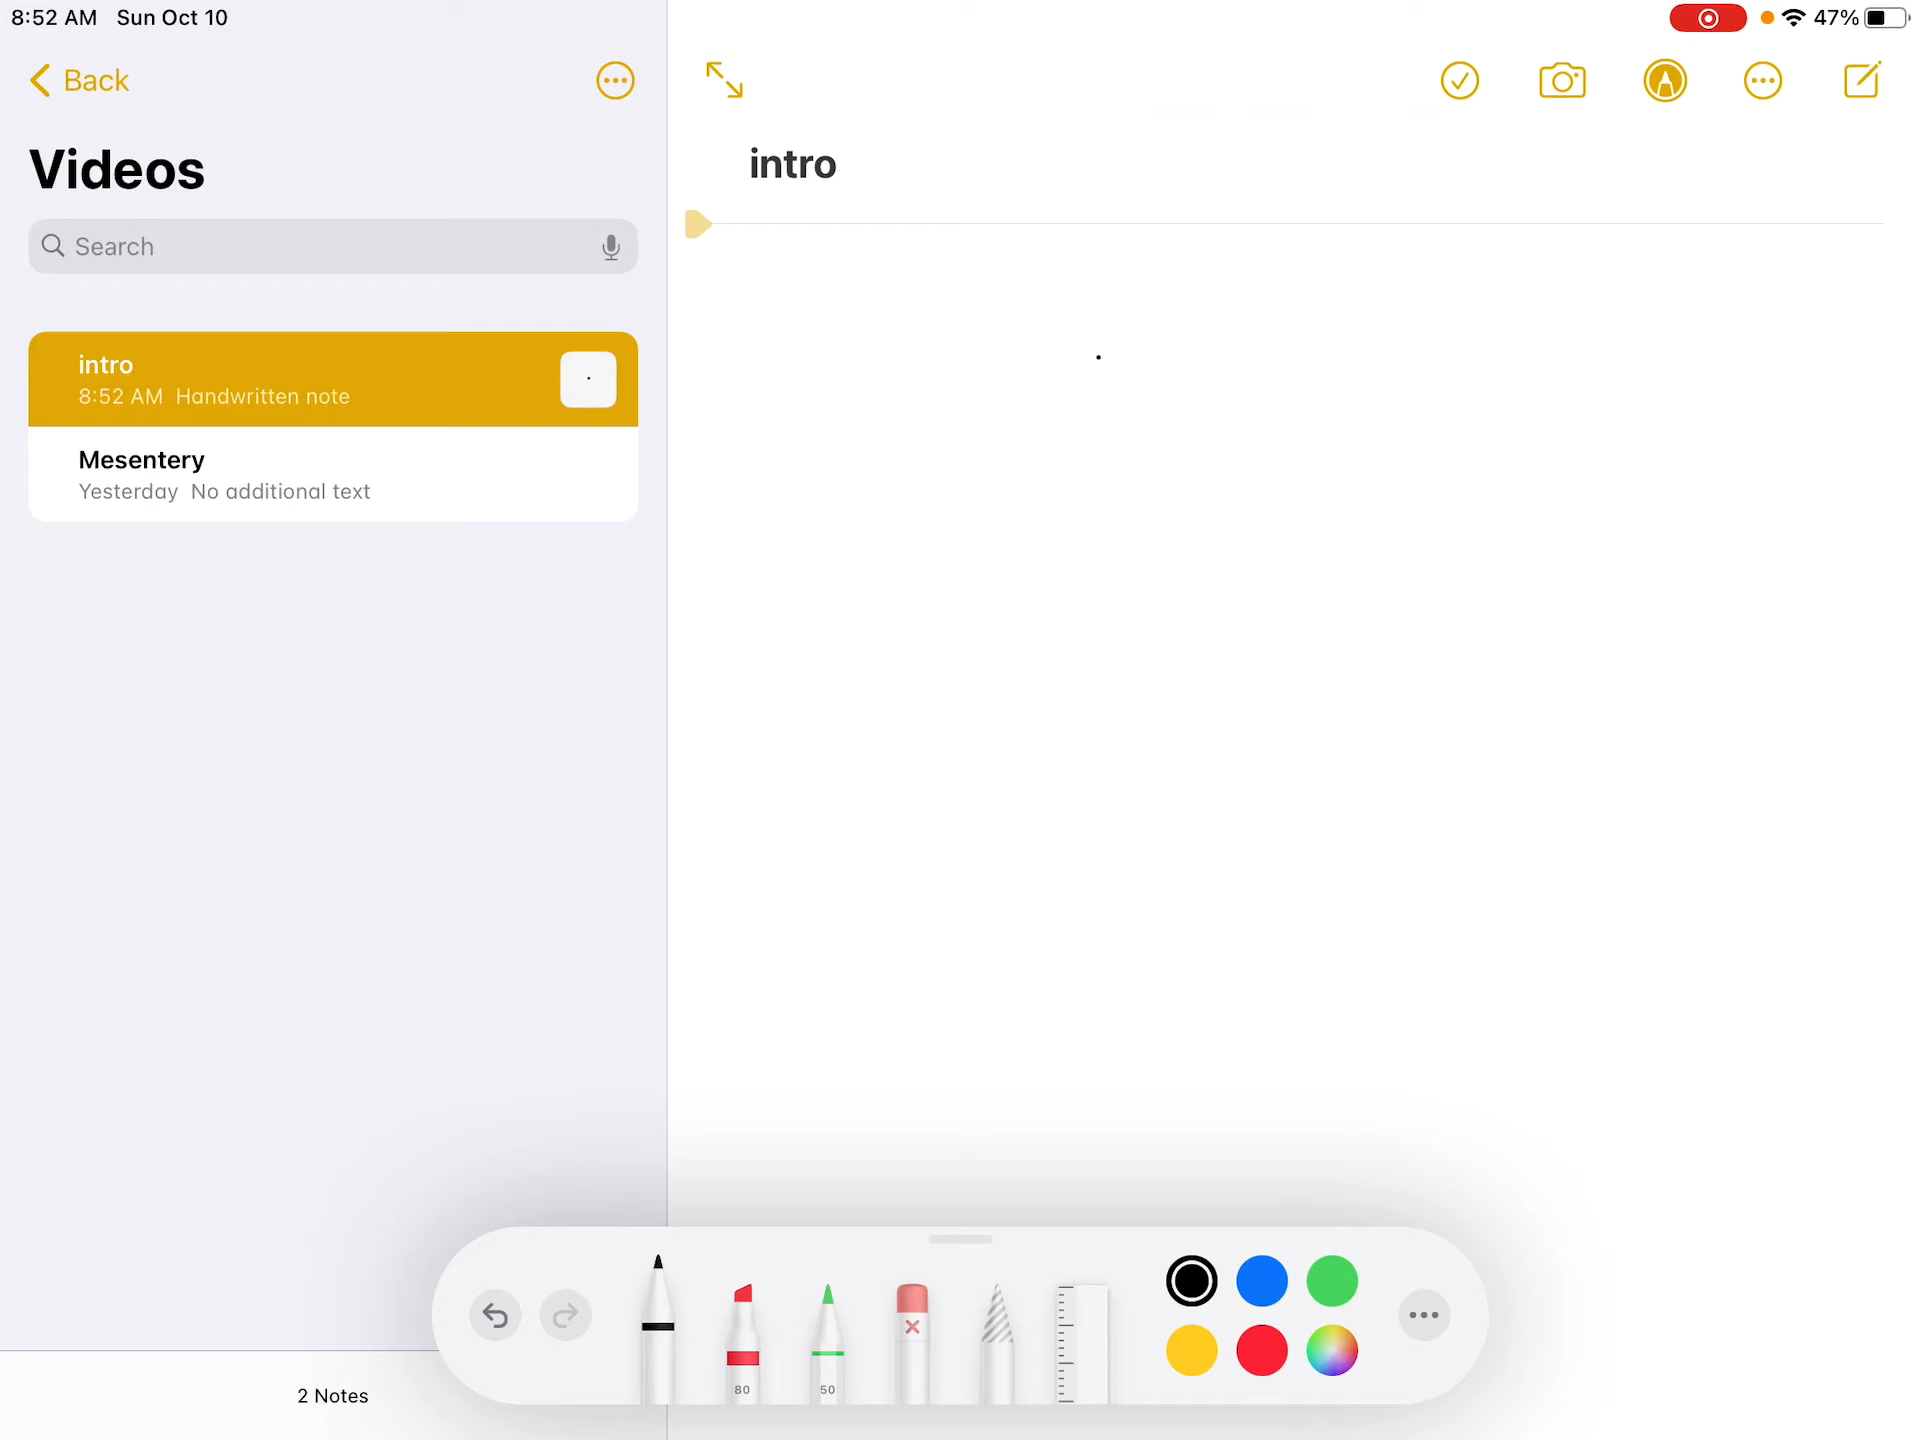 8:52 AM Sun Oct 10
47%
Back
Videos
Search
intro
8:52 AM Handwritten note
Mesentery
Yesterday No additional text
2 Notes
intro
80
50